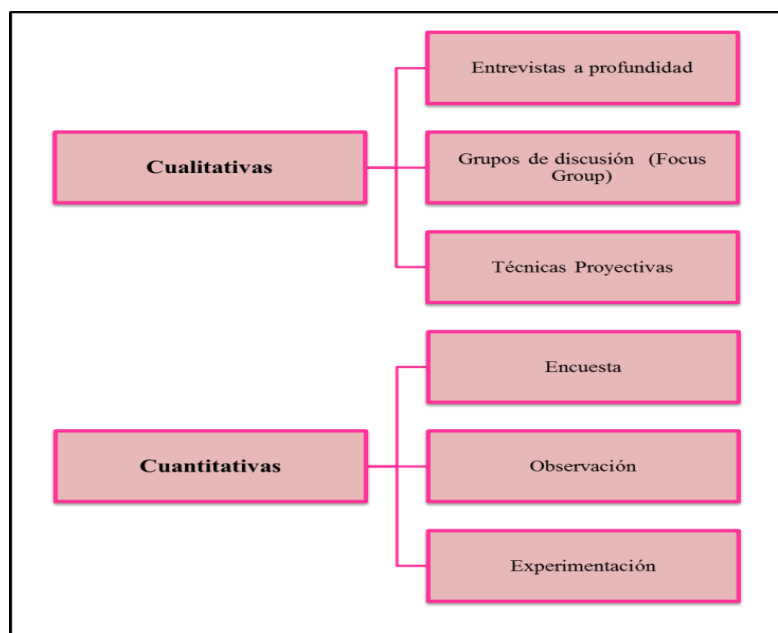 Cualitativas
Entrevistas a profundidad
Grupos de discusión (Focus
Group)
Técnicas Proyectivas
Cuantitativas
Encuesta
Observación
Experimentación